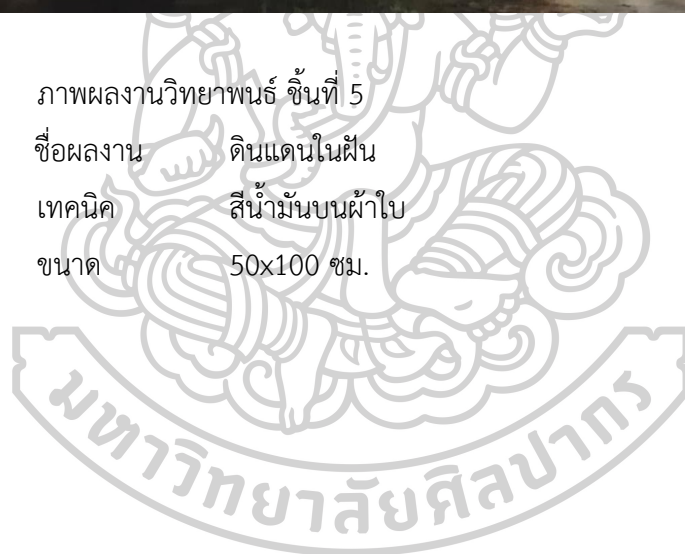 ภาพผลงานวิทยาพนธ์ ชิ้นที่ 5
ชื่อผลงาน ดินแดนในฝัน
เทคนิค สีน้ำมันบนผ้าใบ
ขนาด 50x100 ซม.
มหาวิทยาลัยศิลปากร